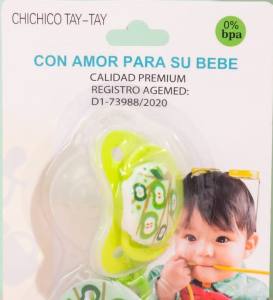 CHICHICO TAY-TAY
0%
bpa
CON AMOR PARA SU BEBE
CALIDAD PREMIUM
REGISTRO AGEMED:
D1-73988/2020